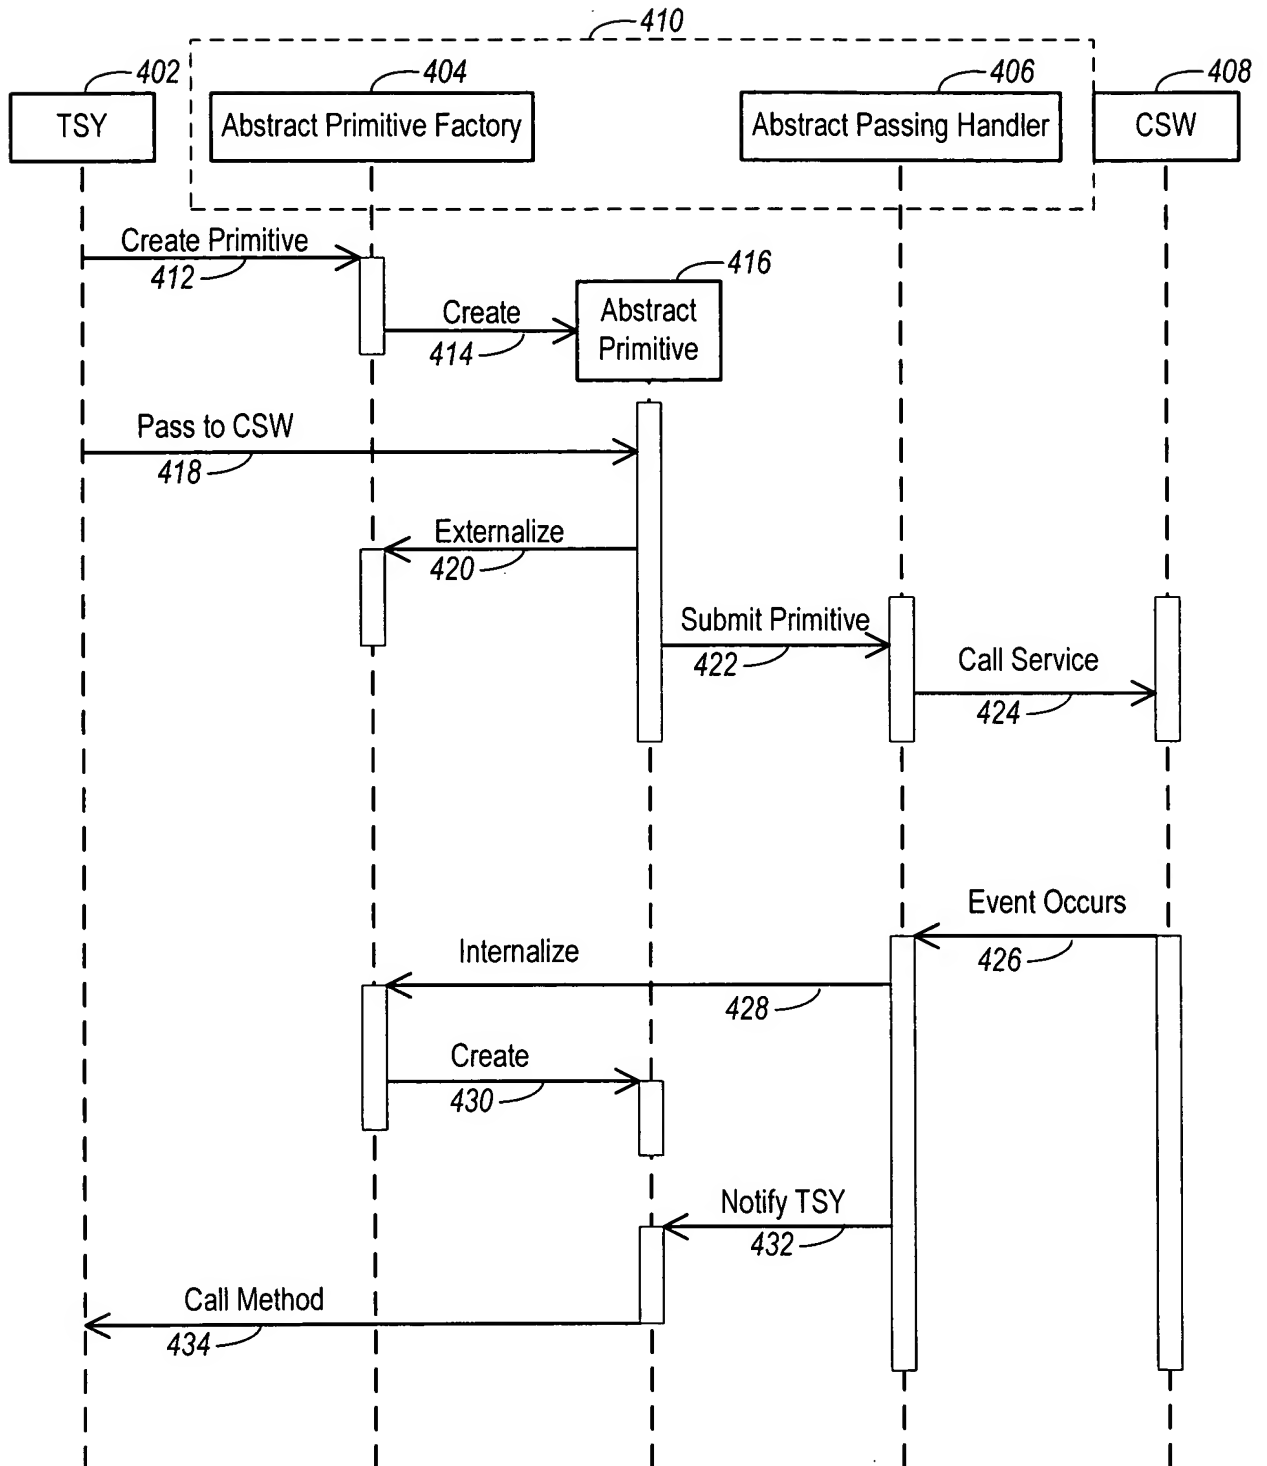 410
402
404
406
408
TSY
Abstract Primitive Factory
Abstract Passing Handler
CSW
Create Primitive
412
416
Create
414
Abstract
Primitive
Pass to CSW
418
Externalize
420
Submit Primitive
422
Call Service
424
Event Occurs
426
Internalize
428
Create
430
Notify TSY
432
Call Method
434